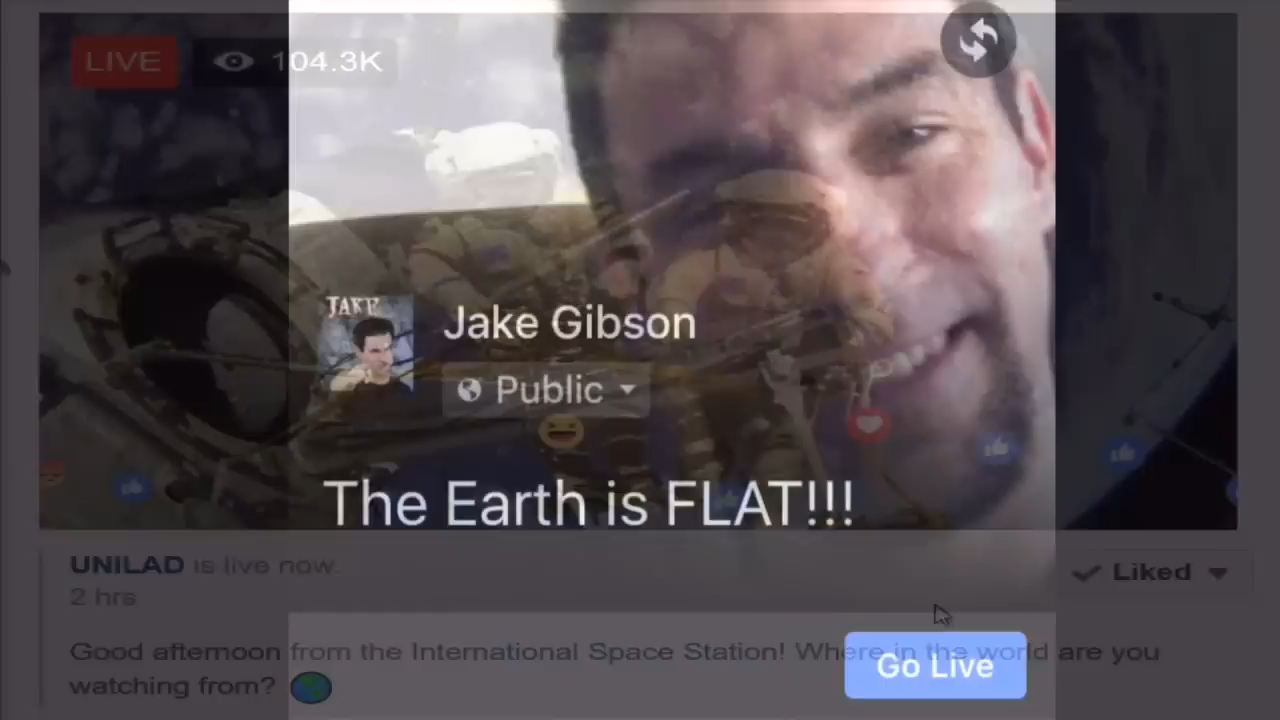 LIVE 104.3K
JAKE
Jake Gibson
Public
The Earth is FLAT!!!
UNILAD is live now.
Liked
2 hrs
Good afternoon from the International Space Station! Where in the world are you
watching from?
Go Live